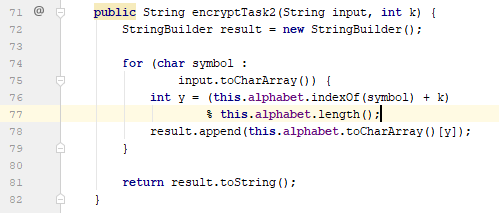 71 @ public String encryptTask2(String input, int k) {
72 StringBuilder result = new StringBuilder();
73
74 for (char symbol :
75 input.toCharArray()) {
76 int y = (this.alphabet.indexOf(symbol) + k)
77 % this.alphabet.length();
78 result.append(this.alphabet.toCharArray()[y]);
79 }
80
81 return result.toString();
82 }